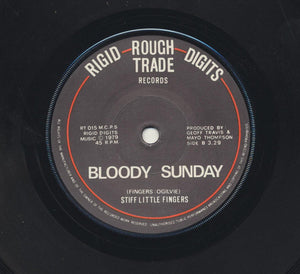 RIGID ROUGH DIGITS
TRADE
RECORDS
RT 015 M.C.P.S
RIGID DIGITS
MUSIC Ⓟ 1979
45 RPM
PRODUCED BY
GEOFF TRAVIS &
MAYO THOMPSON
SIDE B 3.29
BLOODY SUNDAY
(FINGERS : OGILVIE)
STIFF LITTLE FINGERS